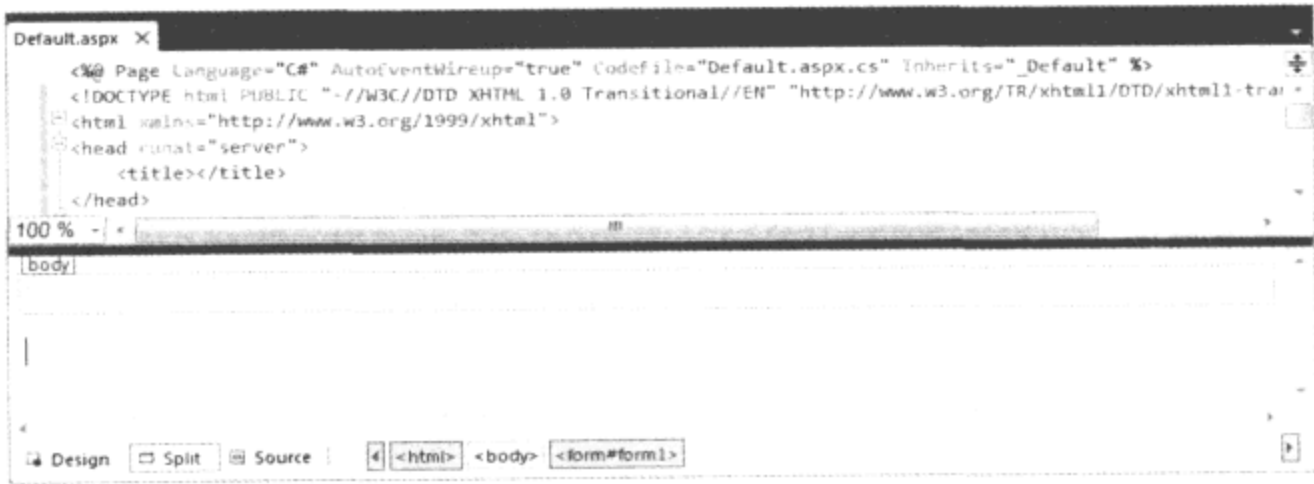 Default.aspx ×
<%@ Page Language="C#" AutoEventWireup="true" CodeFile="Default.aspx.cs" Inherits="_Default" %>
<!DOCTYPE html PUBLIC "-//W3C//DTD XHTML 1.0 Transitional//EN" "http://www.w3.org/TR/xhtml1/DTD/xhtml1-tra
<html xmlns="http://www.w3.org/1999/xhtml">
<head runat="server">
<title></title>
</head>
100 %
body
Design Split Source <html> <body> <form#form1>